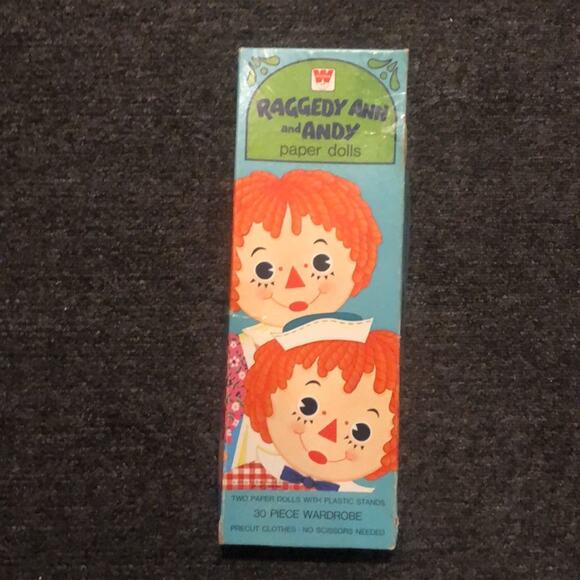 W
RAGGEDY ANN
and ANDY
paper dolls
TWO PAPER DOLLS WITH PLASTIC STANDS
30 PIECE WARDROBE
PRECUT CLOTHES · NO SCISSORS NEEDED